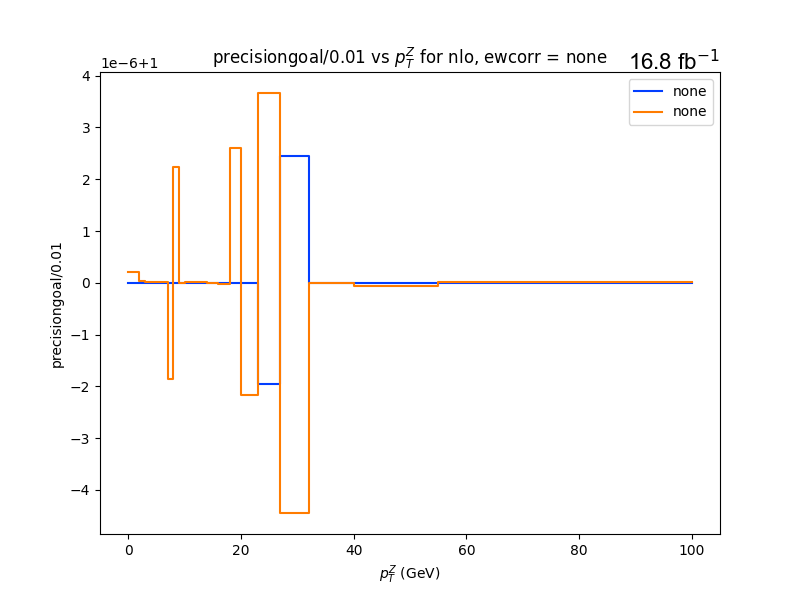 precisiongoal/0.01 vs $p_T^Z$ for nlo, ewcorr = none
16.8 fb$^{-1}$
1e−6+1
none
none
4
3
2
1
0
−1
−2
−3
−4
precisiongoal/0.01
0 20 40 60 80 100
$p_T^Z$ (GeV)